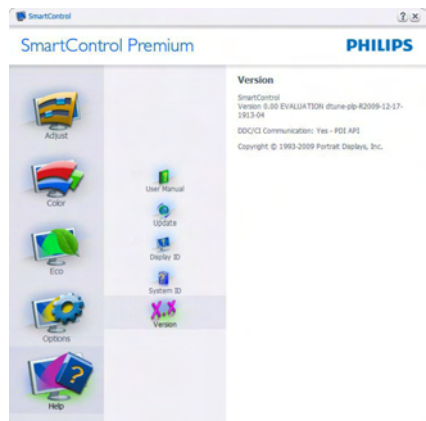 SmartControl
SmartControl Premium
PHILIPS
Adjust
Color
Eco
Options
Help
User Manual
Update
Display ID
System ID
X.X
Version
Version
SmartControl
Version 0.00 EVALUATION dtune-plp-R2009-12-17-
1913-04
DDC/CI Communication: Yes - PDI API
Copyright © 1993-2009 Portrait Displays, Inc.